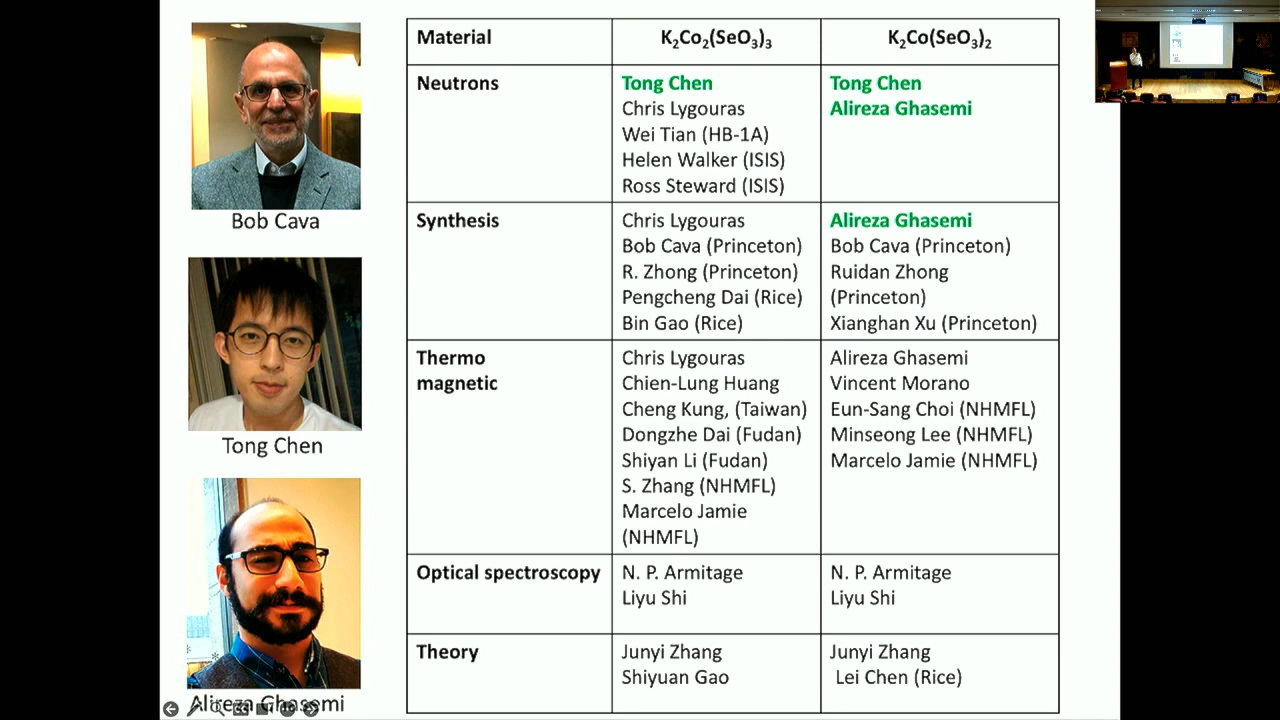 Bob Cava
Tong Chen
Alireza Ghasemi
Material
K₂Co₂(SeO₃)₃
K₂Co(SeO₃)₂
Neutrons
Tong Chen
Chris Lygouras
Wei Tian (HB-1A)
Helen Walker (ISIS)
Ross Steward (ISIS)
Tong Chen
Alireza Ghasemi
Synthesis
Chris Lygouras
Bob Cava (Princeton)
R. Zhong (Princeton)
Pengcheng Dai (Rice)
Bin Gao (Rice)
Alireza Ghasemi
Bob Cava (Princeton)
Ruidan Zhong
(Princeton)
Xianghan Xu (Princeton)
Thermo
magnetic
Chris Lygouras
Chien-Lung Huang
Cheng Kung, (Taiwan)
Dongzhe Dai (Fudan)
Shiyan Li (Fudan)
S. Zhang (NHMFL)
Marcelo Jamie
(NHMFL)
Alireza Ghasemi
Vincent Morano
Eun-Sang Choi (NHMFL)
Minseong Lee (NHMFL)
Marcelo Jamie (NHMFL)
Optical spectroscopy
N. P. Armitage
Liyu Shi
N. P. Armitage
Liyu Shi
Theory
Junyi Zhang
Shiyuan Gao
Junyi Zhang
Lei Chen (Rice)